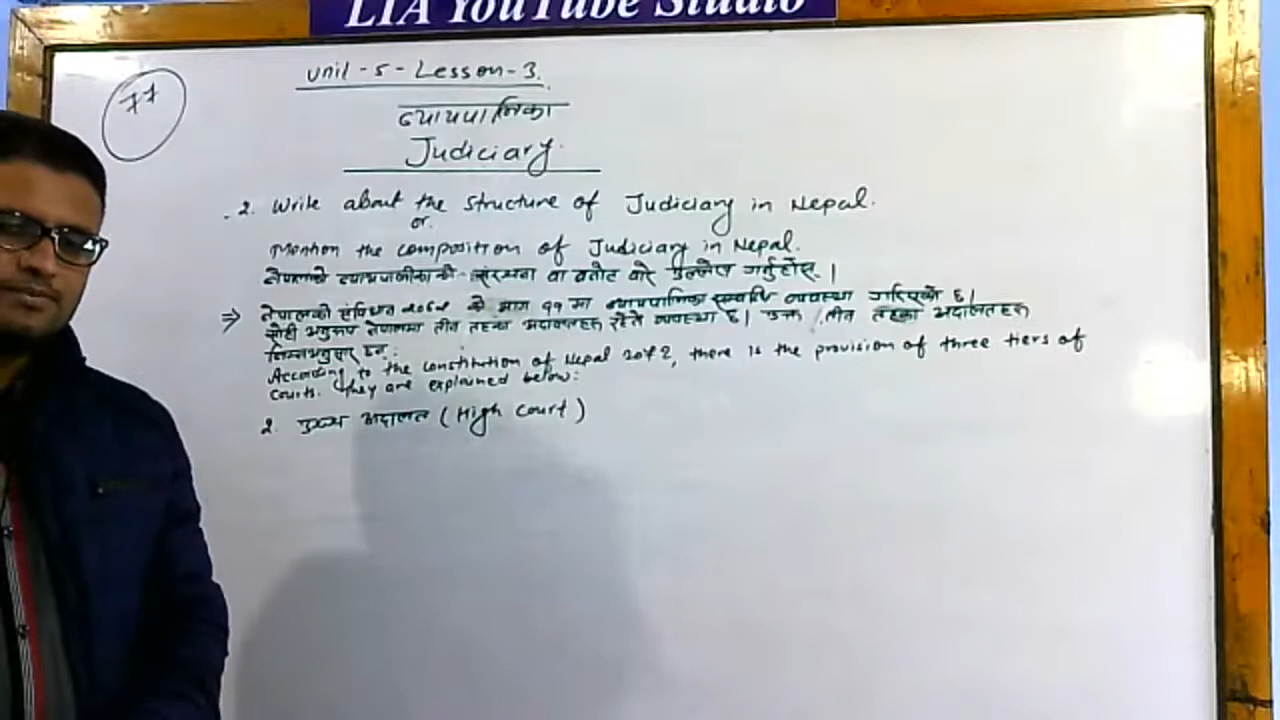 LIA YouTube Studio
77
Unit - 5 - Lesson - 3.
न्यायपालिका
Judiciary.
2. Write about the structure of Judiciary in Nepal.
or.
Mention the composition of Judiciary in Nepal.
नेपालको न्यायपालीकाको संरचना वा बनोट बारे उल्लेख गर्नुहोस् ।
⇒ नेपालको संविधान को भाग ११ मा न्यायपालिका सम्बन्धि व्यवस्था गरिएको छ।
सोही अनुरूप नेपालमा तीन तहका अदालतहरू रहने व्यवस्था छ। उक्त तीन तहका अदालतहरू
निम्नअनुसार छन्:
According to the constitution of Nepal 2072, there is the provision of three tiers of
courts. They are explained below:
2. उच्च अदालत (High court)